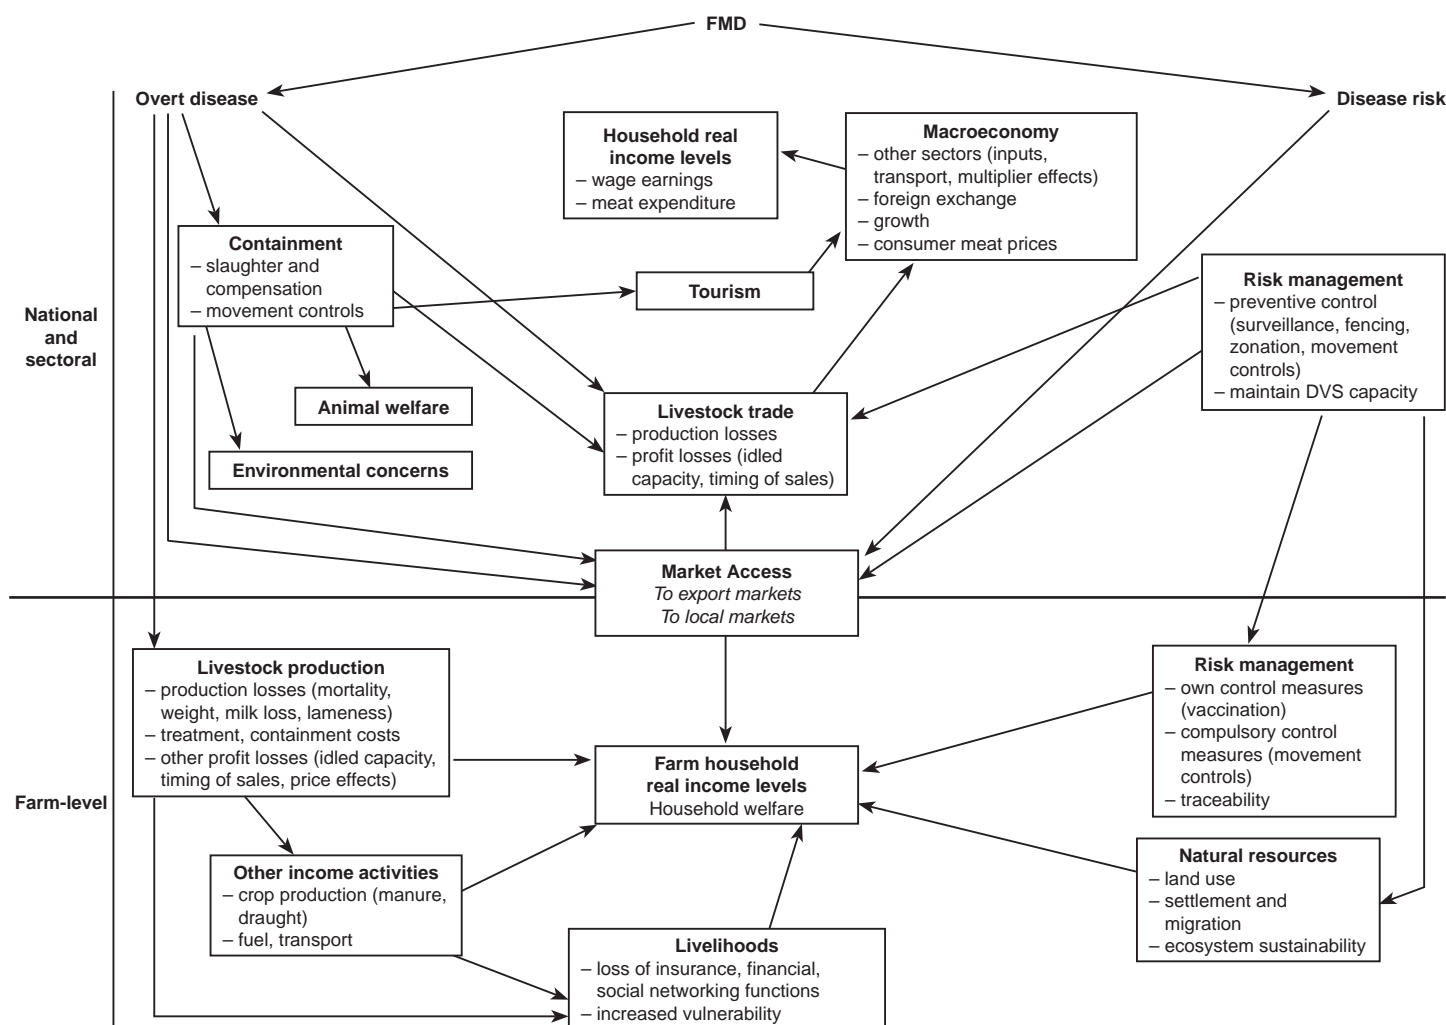 FMD
Overt disease
Disease risk
Household real
income levels
– wage earnings
– meat expenditure
Macroeconomy
– other sectors (inputs,
transport, multiplier effects)
– foreign exchange
– growth
– consumer meat prices
Containment
– slaughter and
compensation
– movement controls
Tourism
Risk management
– preventive control
(surveillance, fencing,
zonation, movement
controls)
– maintain DVS capacity
National
and
sectoral
Animal welfare
Livestock trade
– production losses
– profit losses (idled
capacity, timing of sales)
Environmental concerns
Market Access
To export markets
To local markets
Livestock production
– production losses (mortality,
weight, milk loss, lameness)
– treatment, containment costs
– other profit losses (idled capacity,
timing of sales, price effects)
Risk management
– own control measures
(vaccination)
– compulsory control
measures (movement
controls)
– traceability
Farm household
real income levels
Household welfare
Farm-level
Other income activities
– crop production (manure,
draught)
– fuel, transport
Natural resources
– land use
– settlement and
migration
– ecosystem sustainability
Livelihoods
– loss of insurance, financial,
social networking functions
– increased vulnerability